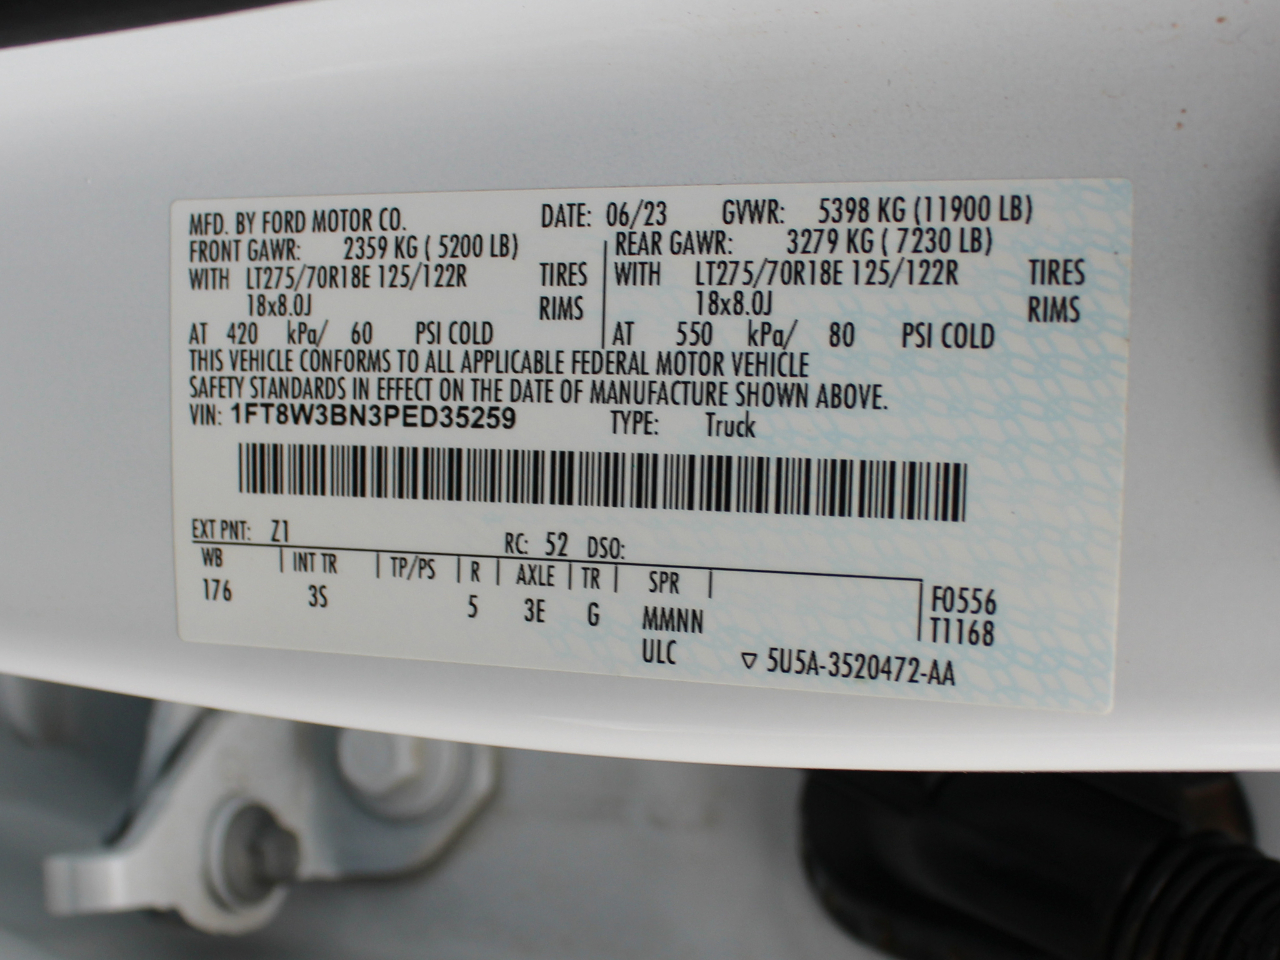 MFD. BY FORD MOTOR CO. DATE: 06/23 GVWR: 5398 KG (11900 LB)
FRONT GAWR: 2359 KG ( 5200 LB) REAR GAWR: 3279 KG ( 7230 LB)
WITH LT275/70R18E 125/122R TIRES WITH LT275/70R18E 125/122R TIRES
18x8.0J RIMS 18x8.0J RIMS
AT 420 kPa/ 60 PSI COLD AT 550 kPa/ 80 PSI COLD
THIS VEHICLE CONFORMS TO ALL APPLICABLE FEDERAL MOTOR VEHICLE
SAFETY STANDARDS IN EFFECT ON THE DATE OF MANUFACTURE SHOWN ABOVE.
VIN: 1FT8W3BN3PED35259 TYPE: Truck
EXT PNT: Z1 RC: 52 DSO:
WB INT TR TP/PS R AXLE TR SPR F0556
176 3S 5 3E G MMNN T1168
ULC ▽ 5U5A-3520472-AA